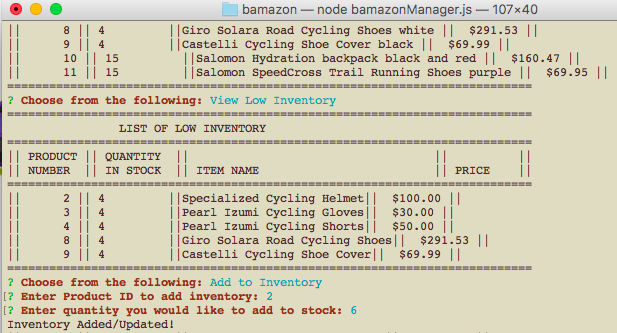 bamazon — node bamazonManager.js — 107×40
|| 8 || 4 ||Giro Solara Road Cycling Shoes white || $291.53 ||
|| 9 || 4 ||Castelli Cycling Shoe Cover black || $69.99 ||
|| 10 || 15 ||Salomon Hydration backpack black and red || $160.47 ||
|| 11 || 15 ||Salomon SpeedCross Trail Running Shoes purple || $69.95 ||
===========================================================================
? Choose from the following: View Low Inventory
===========================================================================
LIST OF LOW INVENTORY
===========================================================================
|| PRODUCT || QUANTITY || || ||
|| NUMBER || IN STOCK || ITEM NAME || PRICE ||
===========================================================================
|| 2 || 4 ||Specialized Cycling Helmet|| $100.00 ||
|| 3 || 4 ||Pearl Izumi Cycling Gloves|| $30.00 ||
|| 4 || 4 ||Pearl Izumi Cycling Shorts|| $50.00 ||
|| 8 || 4 ||Giro Solara Road Cycling Shoes|| $291.53 ||
|| 9 || 4 ||Castelli Cycling Shoe Cover|| $69.99 ||
===========================================================================
? Choose from the following: Add to Inventory
[? Enter Product ID to add inventory: 2
[? Enter quantity you would like to add to stock: 6
Inventory Added/Updated!